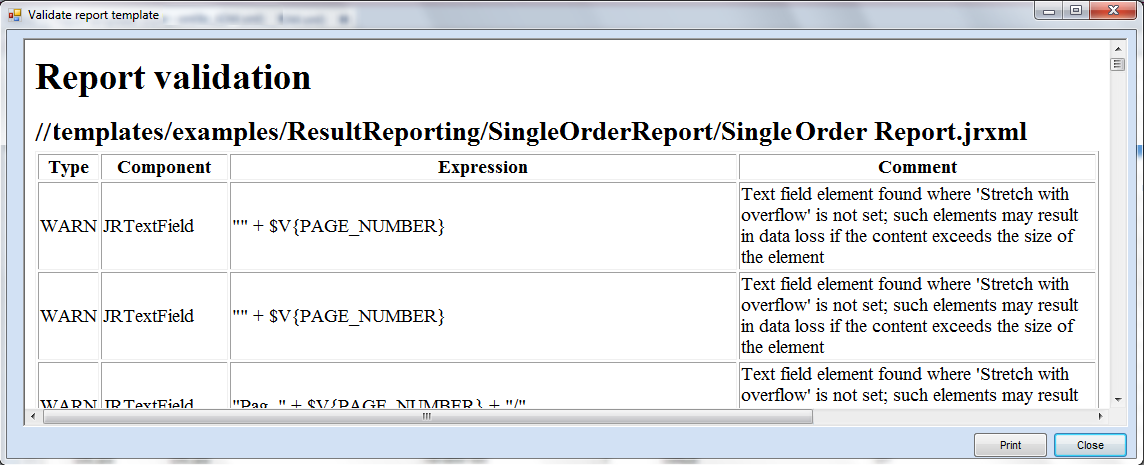 Validate report template
Report validation
//templates/examples/ResultReporting/SingleOrderReport/Single Order Report.jrxml
Type Component Expression Comment
WARN JRTextField "" + $V{PAGE_NUMBER} Text field element found where 'Stretch with
overflow' is not set; such elements may result
in data loss if the content exceeds the size of
the element
WARN JRTextField "" + $V{PAGE_NUMBER} Text field element found where 'Stretch with
overflow' is not set; such elements may result
in data loss if the content exceeds the size of
the element
WARN JRTextField "Pag. " + $V{PAGE_NUMBER} + "/" Text field element found where 'Stretch with
overflow' is not set; such elements may result
Print Close